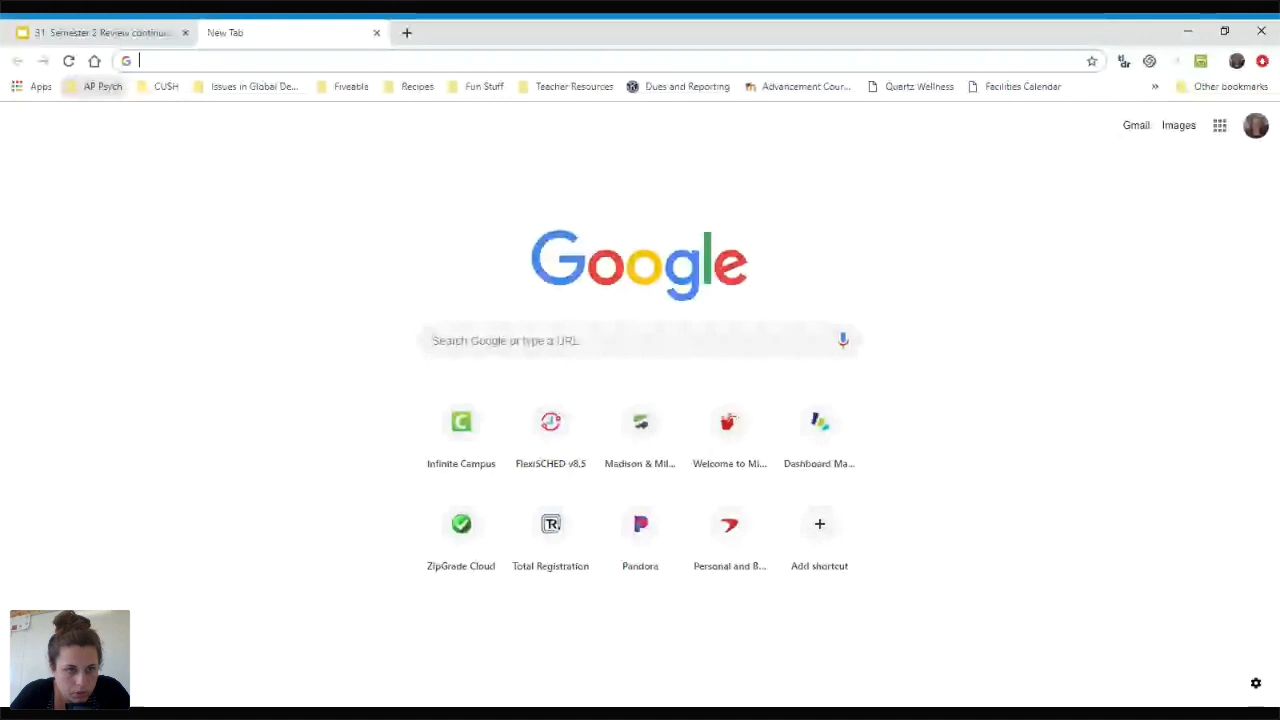 31. Semester 2 Review continu...
New Tab
Apps AP Psych CUSH Issues in Global De... Fiveable Recipes Fun Stuff Teacher Resources Dues and Reporting Advancement Cour... Quartz Wellness Facilities Calendar » Other bookmarks
Gmail Images
Google
Search Google or type a URL
Infinite Campus FlexiSCHED v8.5 Madison & Mil... Welcome to Mi... Dashboard Ma...
ZipGrade Cloud Total Registration Pandora Personal and B... Add shortcut